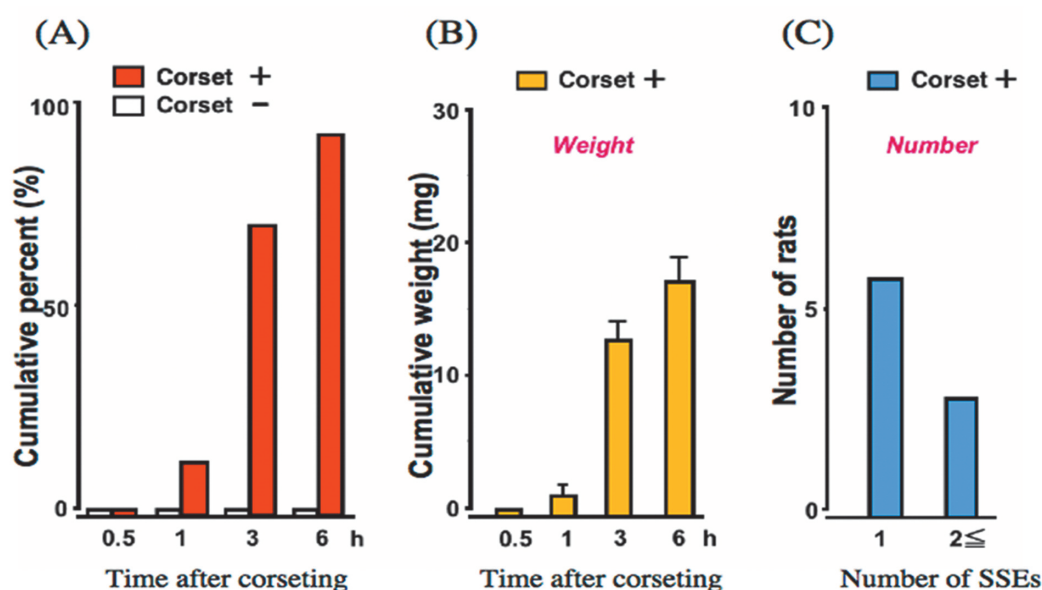 (A)
Corset +
Corset -
Cumulative percent (%)
100
50
0
0.5 1 3 6 h
Time after corseting
(B)
Corset +
Weight
Cumulative weight (mg)
30
20
10
0
0.5 1 3 6 h
Time after corseting
(C)
Corset +
Number
Number of rats
10
5
0
1 2≦
Number of SSEs